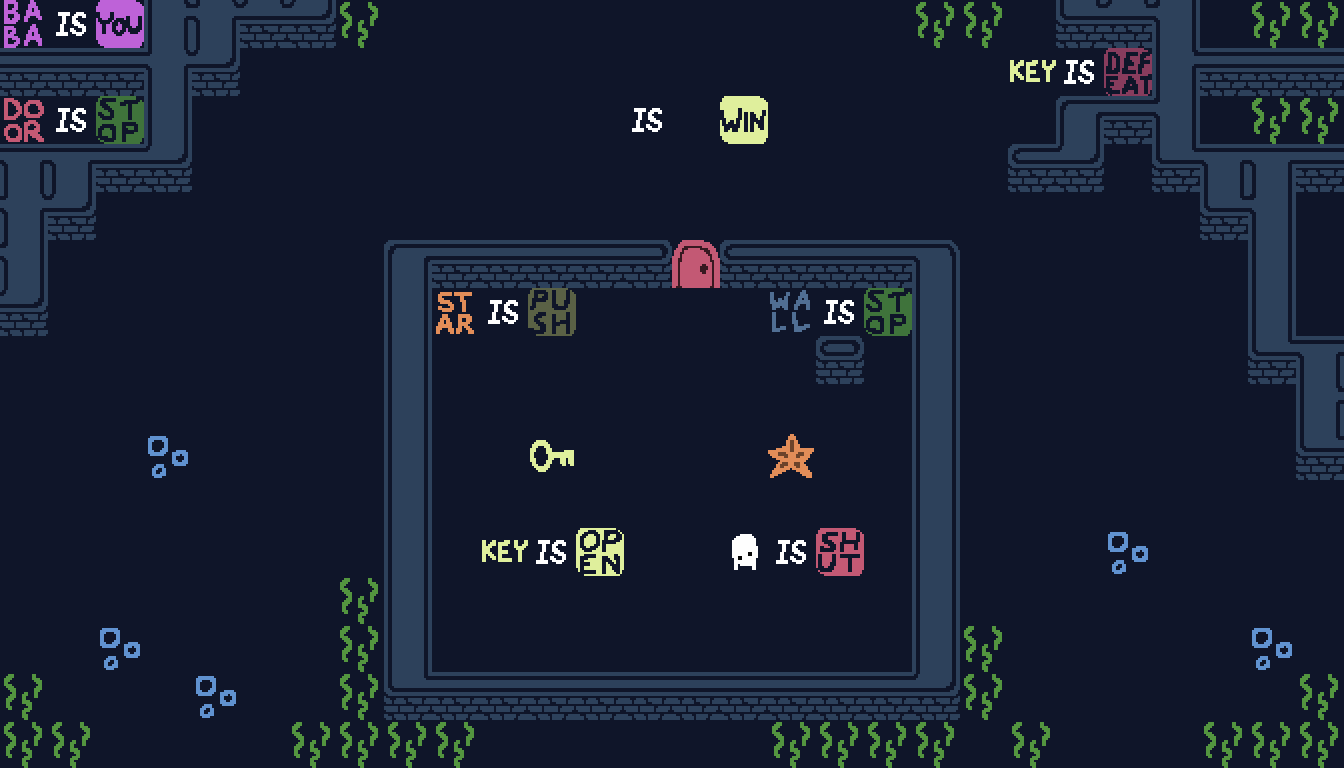 BABA IS YOU
KEY IS DEFEAT
DOOR IS STOP
IS WIN
STAR IS PUSH
WALL IS STOP
KEY IS OPEN
IS SHUT